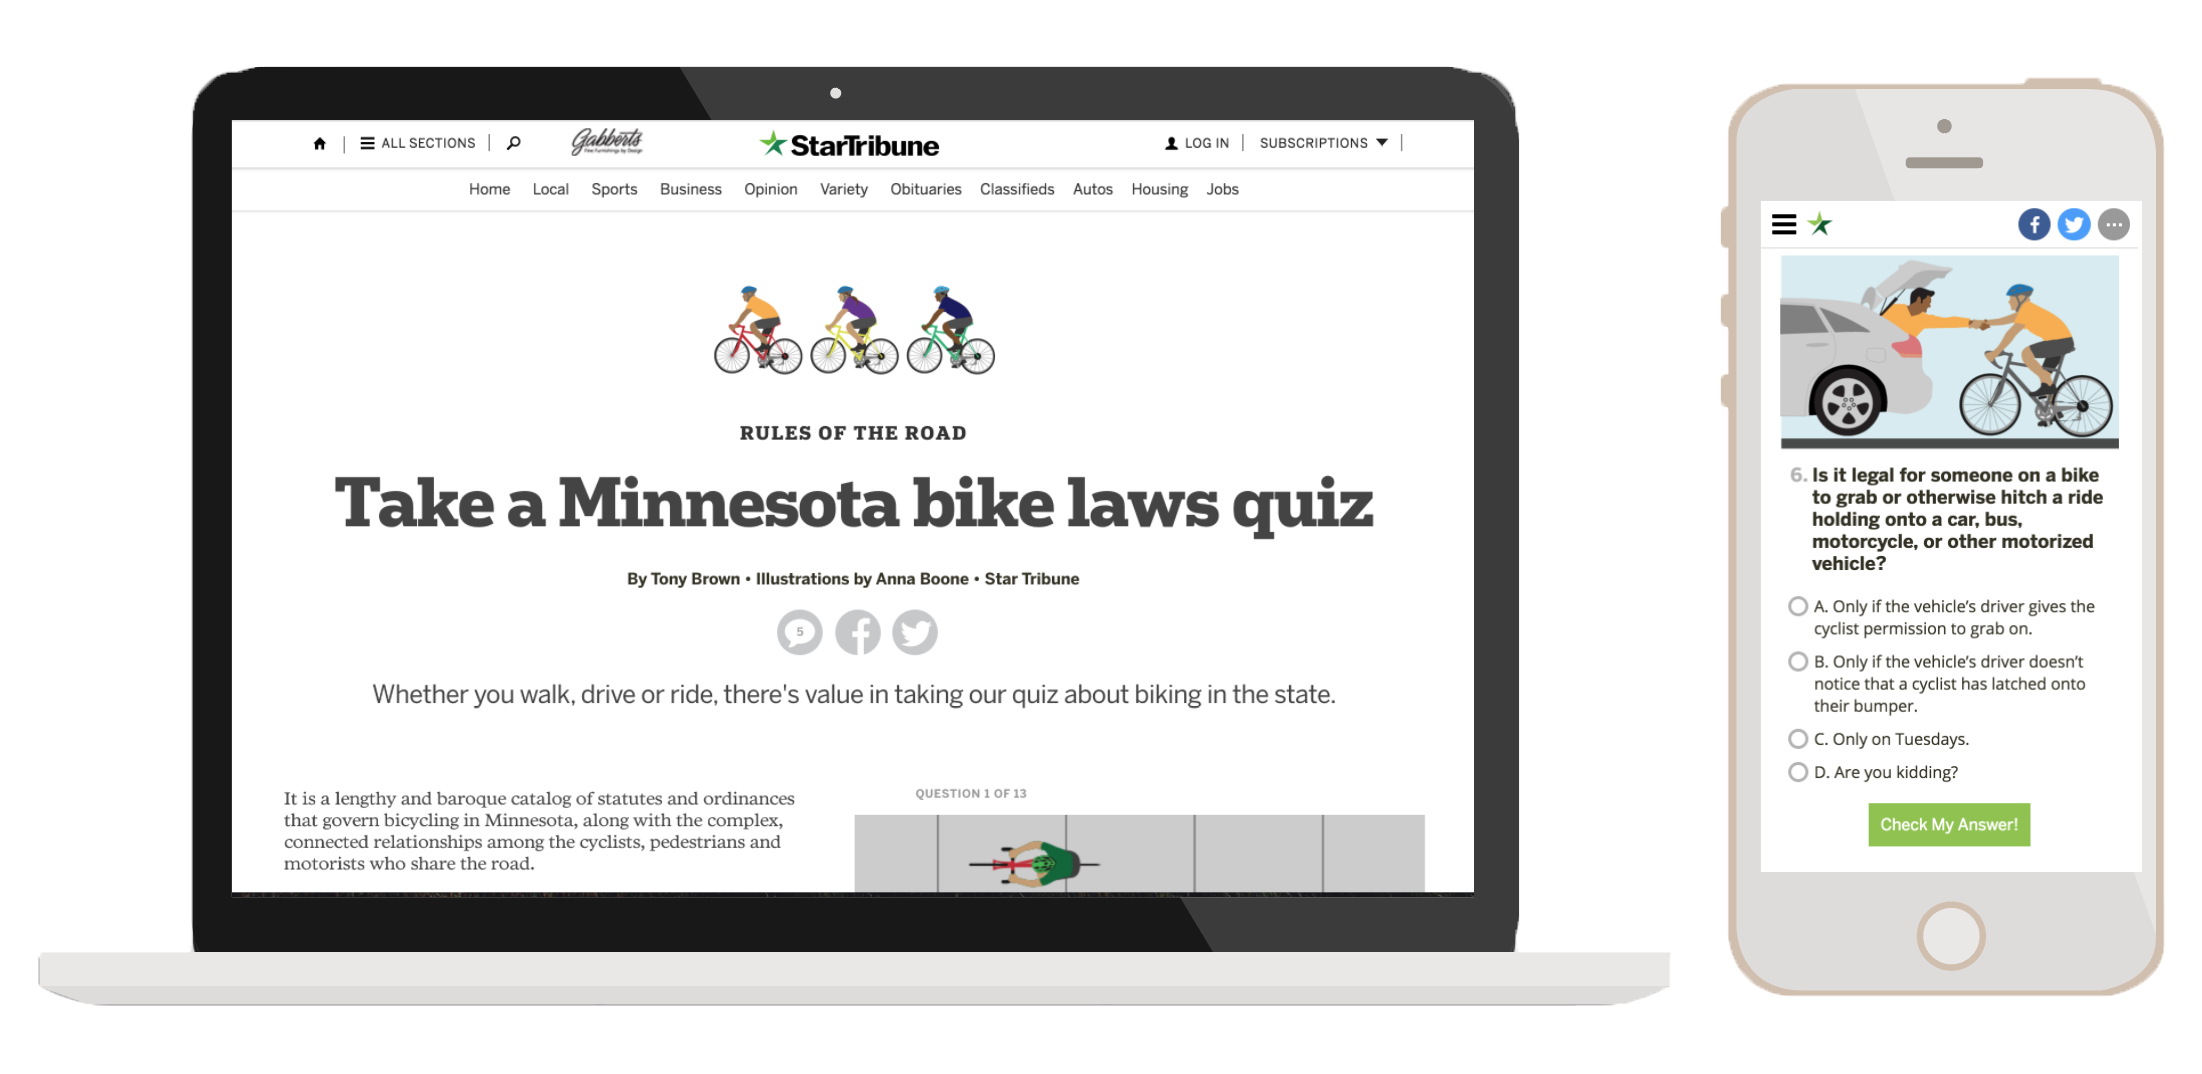 ALL SECTIONS
Gabberts
Fine Furnishings by Design
StarTribune
LOG IN
SUBSCRIPTIONS
Home Local Sports Business Opinion Variety Obituaries Classifieds Autos Housing Jobs
RULES OF THE ROAD
Take a Minnesota bike laws quiz
By Tony Brown • Illustrations by Anna Boone • Star Tribune
5
Whether you walk, drive or ride, there's value in taking our quiz about biking in the state.
It is a lengthy and baroque catalog of statutes and ordinances
that govern bicycling in Minnesota, along with the complex,
connected relationships among the cyclists, pedestrians and
motorists who share the road.
QUESTION 1 OF 13
6. Is it legal for someone on a bike
to grab or otherwise hitch a ride
holding onto a car, bus,
motorcycle, or other motorized
vehicle?
A. Only if the vehicle’s driver gives the
cyclist permission to grab on.
B. Only if the vehicle’s driver doesn’t
notice that a cyclist has latched onto
their bumper.
C. Only on Tuesdays.
D. Are you kidding?
Check My Answer!